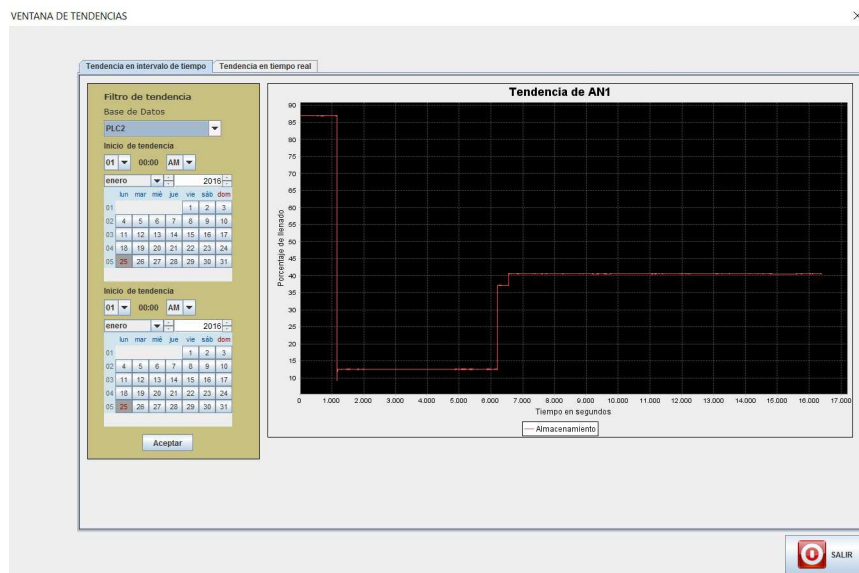 VENTANA DE TENDENCIAS
Tendencia en intervalo de tiempo Tendencia en tiempo real
Filtro de tendencia
Base de Datos
PLC2
Inicio de tendencia
01 00:00 AM
enero 2016
lun mar mié jue vie sáb dom
01 1 2 3
02 4 5 6 7 8 9 10
03 11 12 13 14 15 16 17
04 18 19 20 21 22 23 24
05 25 26 27 28 29 30 31
Inicio de tendencia
01 00:00 AM
enero 2016
lun mar mié jue vie sáb dom
01 1 2 3
02 4 5 6 7 8 9 10
03 11 12 13 14 15 16 17
04 18 19 20 21 22 23 24
05 25 26 27 28 29 30 31
Aceptar
Tendencia de AN1
Porcentaje de llenado
90
85
80
75
70
65
60
55
50
45
40
35
30
25
20
15
10
0 1.000 2.000 3.000 4.000 5.000 6.000 7.000 8.000 9.000 10.000 11.000 12.000 13.000 14.000 15.000 16.000 17.000
Tiempo en segundos
Almacenamiento
SALIR